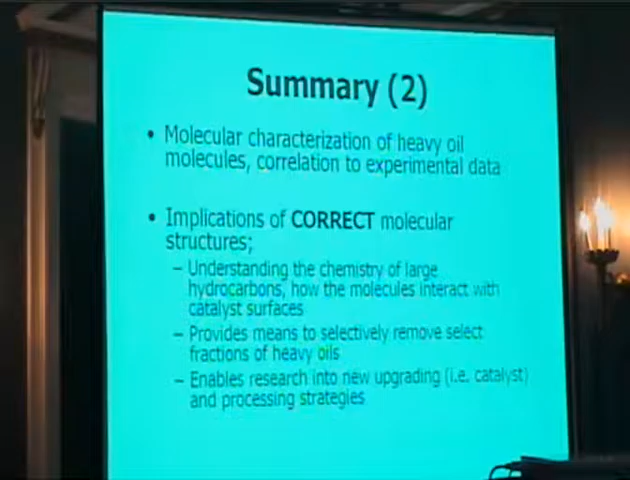 Summary (2)
• Molecular characterization of heavy oil
molecules, correlation to experimental data
• Implications of CORRECT molecular
structures;
– Understanding the chemistry of large
hydrocarbons, how the molecules interact with
catalyst surfaces
– Provides means to selectively remove select
fractions of heavy oils
– Enables research into new upgrading (i.e. catalyst)
and processing strategies